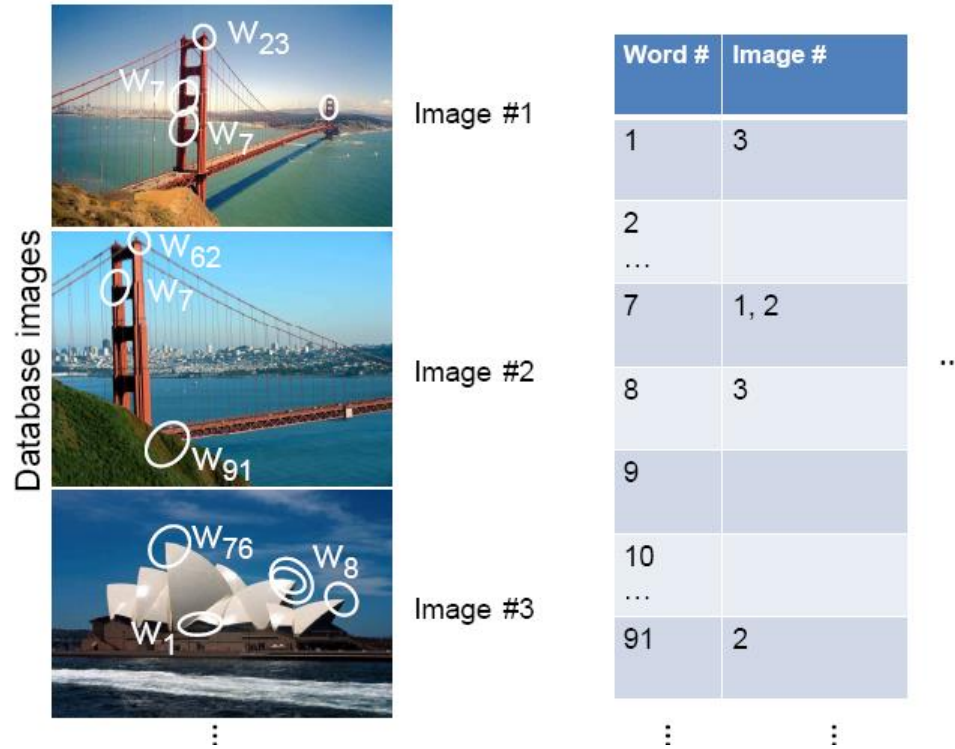 Database images
W23
W7
W7
Image #1
W62
W7
W91
Image #2
W76
W8
W1
Image #3
⋮
Word # Image #
1 3
2
...
7 1, 2
8 3
9
10
...
91 2
⋮ ⋮
..